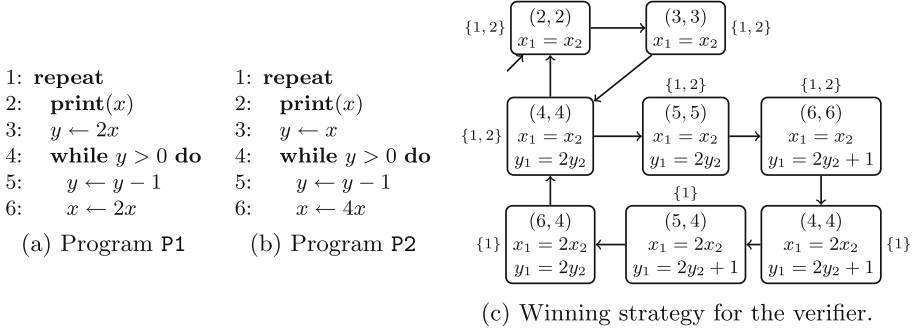 1: repeat
2: print(x)
3: y ← 2x
4: while y > 0 do
5: y ← y − 1
6: x ← 2x
(a) Program P1
1: repeat
2: print(x)
3: y ← x
4: while y > 0 do
5: y ← y − 1
6: x ← 4x
(b) Program P2
{1, 2}
(2, 2)
x₁ = x₂
(3, 3)
x₁ = x₂
{1, 2}
{1, 2}
(4, 4)
x₁ = x₂
y₁ = 2y₂
{1, 2}
(5, 5)
x₁ = x₂
y₁ = 2y₂
{1, 2}
(6, 6)
x₁ = x₂
y₁ = 2y₂ + 1
{1}
(6, 4)
x₁ = 2x₂
y₁ = 2y₂
{1}
(5, 4)
x₁ = 2x₂
y₁ = 2y₂ + 1
(4, 4)
x₁ = 2x₂
y₁ = 2y₂ + 1
{1}
(c) Winning strategy for the verifier.